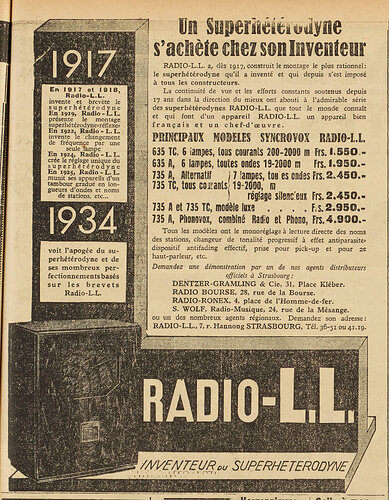 Un Superhétérodyne
s'achète chez son Inventeur
RADIO-L.L. a, dès 1917, construit le montage le plus rationnel:
le superhétérodyne qu'il a inventé et qui depuis s'est imposé
à tous les constructeurs.
La continuité de vue et les efforts constants soutenus depuis
17 ans dans la direction du mieux ont abouti à l'admirable série
des superhétérodynes RADIO-L.L. que tout le monde connaît
et qui font d'un appareil RADIO-L.L. un appareil bien
français et un chef-d'œuvre.
PRINCIPAUX MODELES SYNCROVOX RADIO-L.L.
635 TC, 6 lampes, tous courants 200-2000 m Frs. 1.550.-
635 A, 6 lampes, toutes ondes 19-2000 m Frs. 1.950.-
735 A, Alternatif 7 lampes, toutes ondes Frs. 2.450.-
735 TC, tous courants 19-2000, m
réglage silencieux Frs. 2.450.-
735 A et 735 TC, modèle luxe Frs. 2.950.-
735 A, Phonovox, combiné Radio et Phono, Frs. 4.900.-
Tous les modèles ont le monoréglage à lecture directe des noms
des stations, changeur de tonalité progressif à effet antiparasite
dispositif antifading effectif, prise pour pick-up et pour 2e
haut-parleur, etc.
Demandez une démonstration par un de nos agents distributeurs
officiels à Strasbourg:
DENTZER-GRAMLING & Cie, 31, Place Kléber.
RADIO BOURSE, 28, rue de la Bourse.
RADIO-RONEX, 4, place de l'Homme-de-fer.
S. WOLF, Radio-Musique, 24, rue de la Mésange.
ou un des nombreux agents régionaux. Demandez son adresse:
RADIO-L.L., 7, r. Hannong STRASBOURG, Tél. 36-51 ou 41.19.
1917
En 1917 et 1918,
Radio-L.L.
invente et brevète le
superhétérodyne
En 1919, Radio-L.L.
présente le montage
superhétérodyne-réflexe
En 1922, Radio-L.L.
invente le changement
de fréquence par une
seule lampe
En 1924, Radio-L.L.
crée le réglage unique
du superhétérodyne
En 1925, Radio-L.L.
munit ses appareils d'un
tambour gradué en lon-
gueurs d'ondes et noms
de stations, etc...
1934
voit l'apogée du su-
perhétérodyne et de
ses nombreux per-
fectionnements basés
sur les brevets
Radio-L.L.
RADIO-L.L.
INVENTEUR DU SUPERHETERODYNE